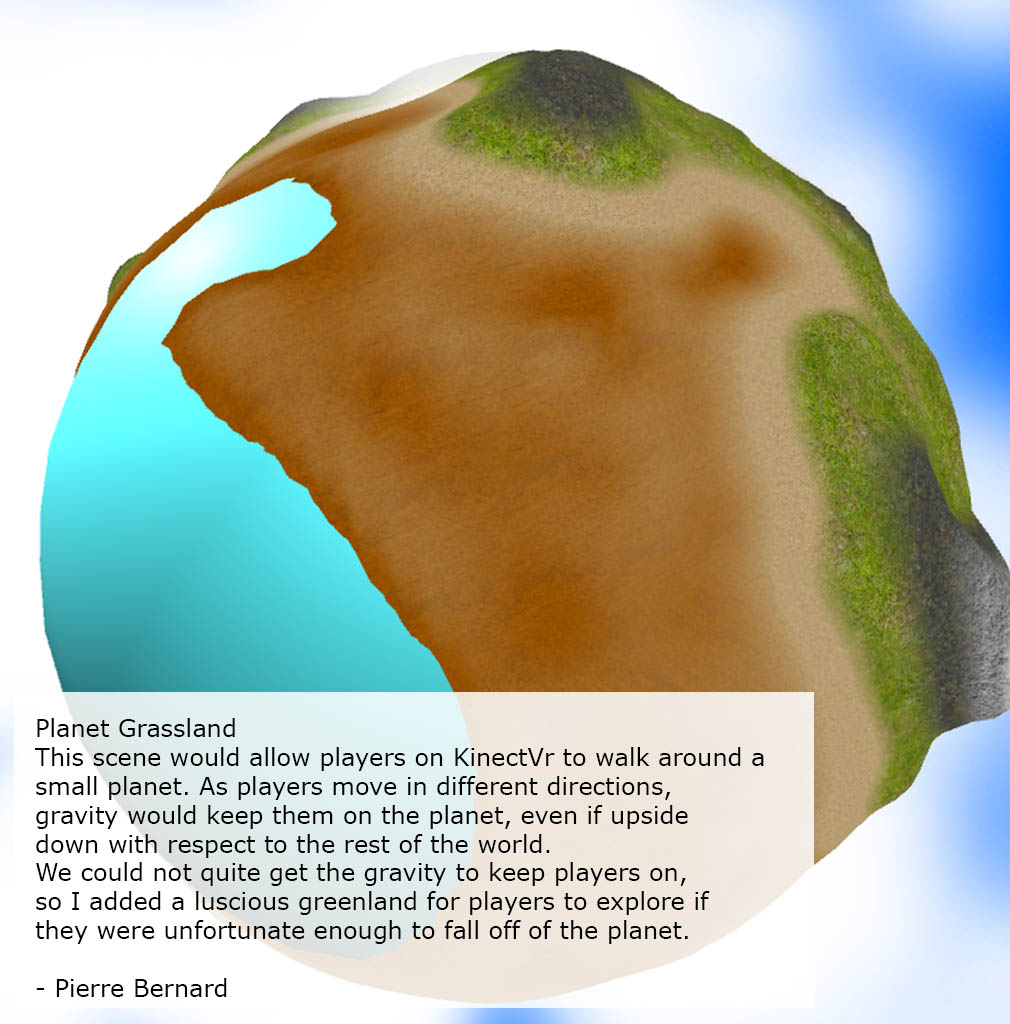 Planet Grassland
This scene would allow players on KinectVr to walk around a
small planet. As players move in different directions,
gravity would keep them on the planet, even if upside
down with respect to the rest of the world.
We could not quite get the gravity to keep players on,
so I added a luscious greenland for players to explore if
they were unfortunate enough to fall off of the planet.

- Pierre Bernard